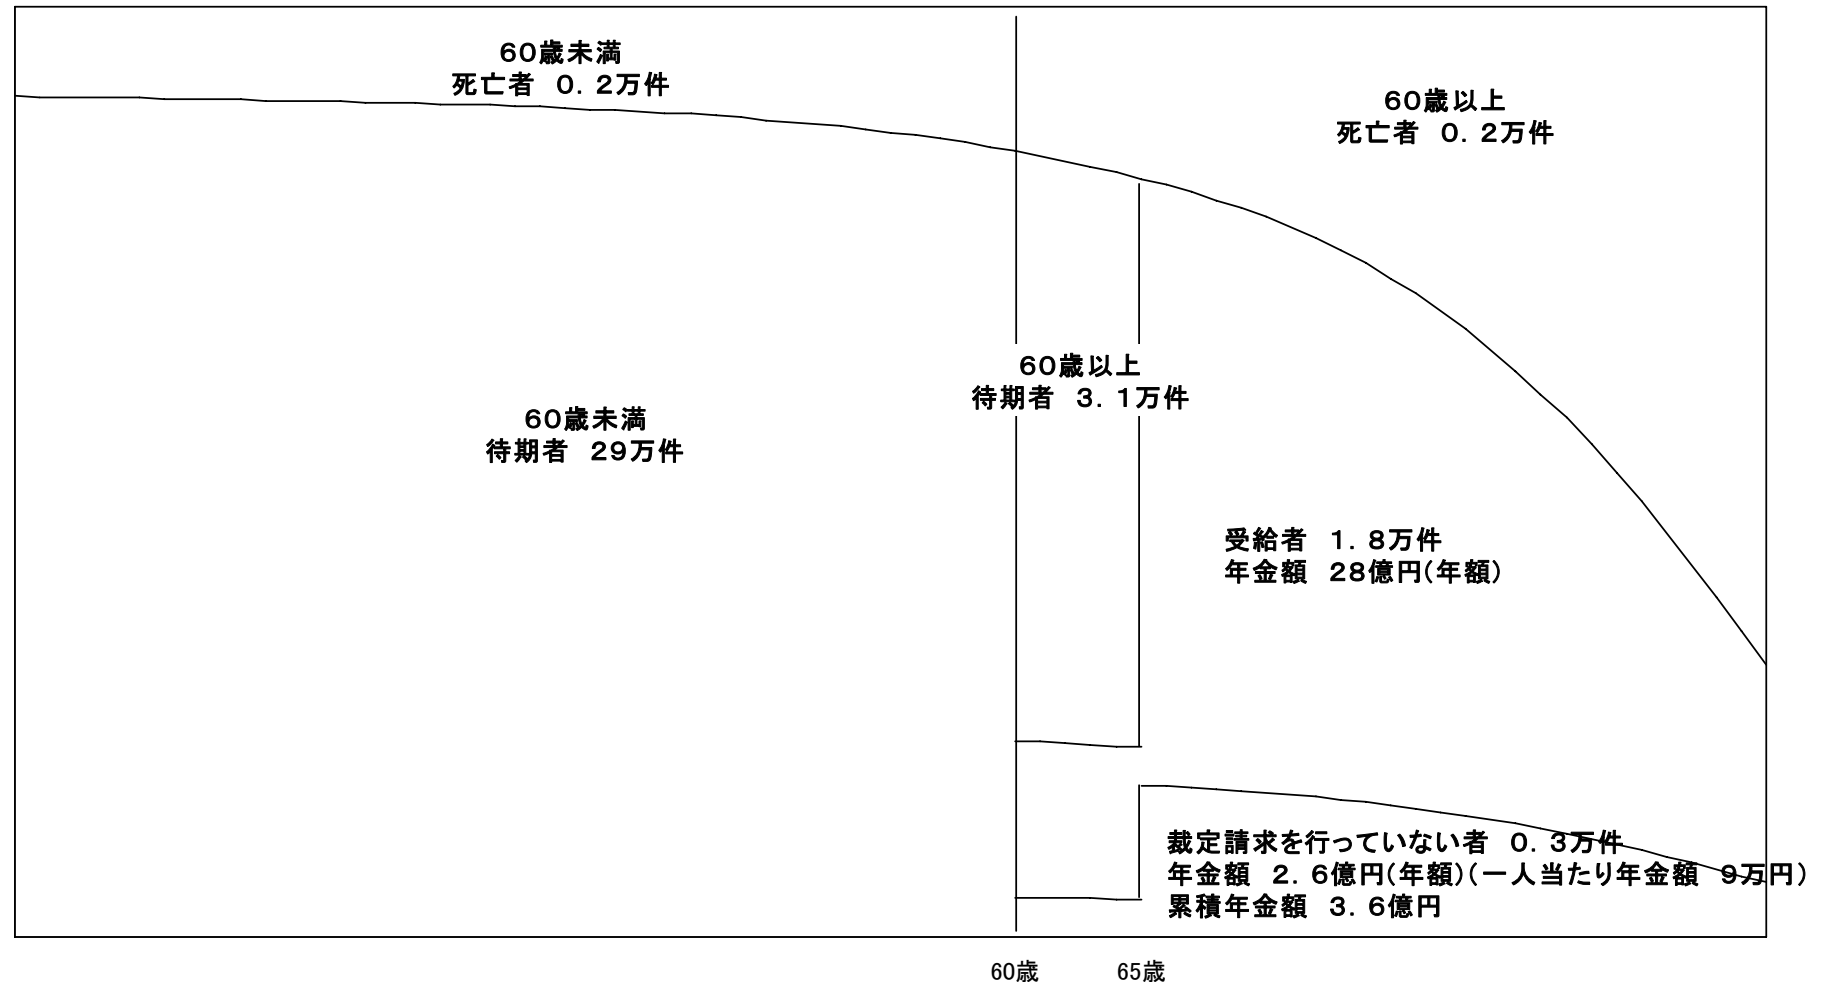 ６０歳未満
死亡者　０．２万件
６０歳以上
死亡者　０．２万件
６０歳以上
待期者　３．１万件
６０歳未満
待期者　２９万件
受給者　１．８万件
年金額　２８億円（年額）
裁定請求を行っていない者　０．３万件
年金額　２．６億円（年額）（一人当たり年金額　９万円）
累積年金額　３．６億円
60歳
65歳